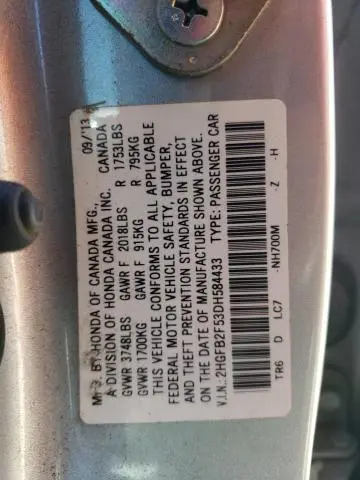 MFD. BY HONDA OF CANADA MFG., 09/13
A DIVISION OF HONDA CANADA INC. CANADA
GVWR 3748LBS GAWR F 2018LBS R 1753LBS
GVWR 1700KG GAWR F 915KG R 795KG
THIS VEHICLE CONFORMS TO ALL APPLICABLE
FEDERAL MOTOR VEHICLE SAFETY, BUMPER,
AND THEFT PREVENTION STANDARDS IN EFFECT
ON THE DATE OF MANUFACTURE SHOWN ABOVE.
V.I.N.: 2HGFB2F53DH584433 TYPE: PASSENGER CAR
TR6 D LC7 -NH700M -Z -H